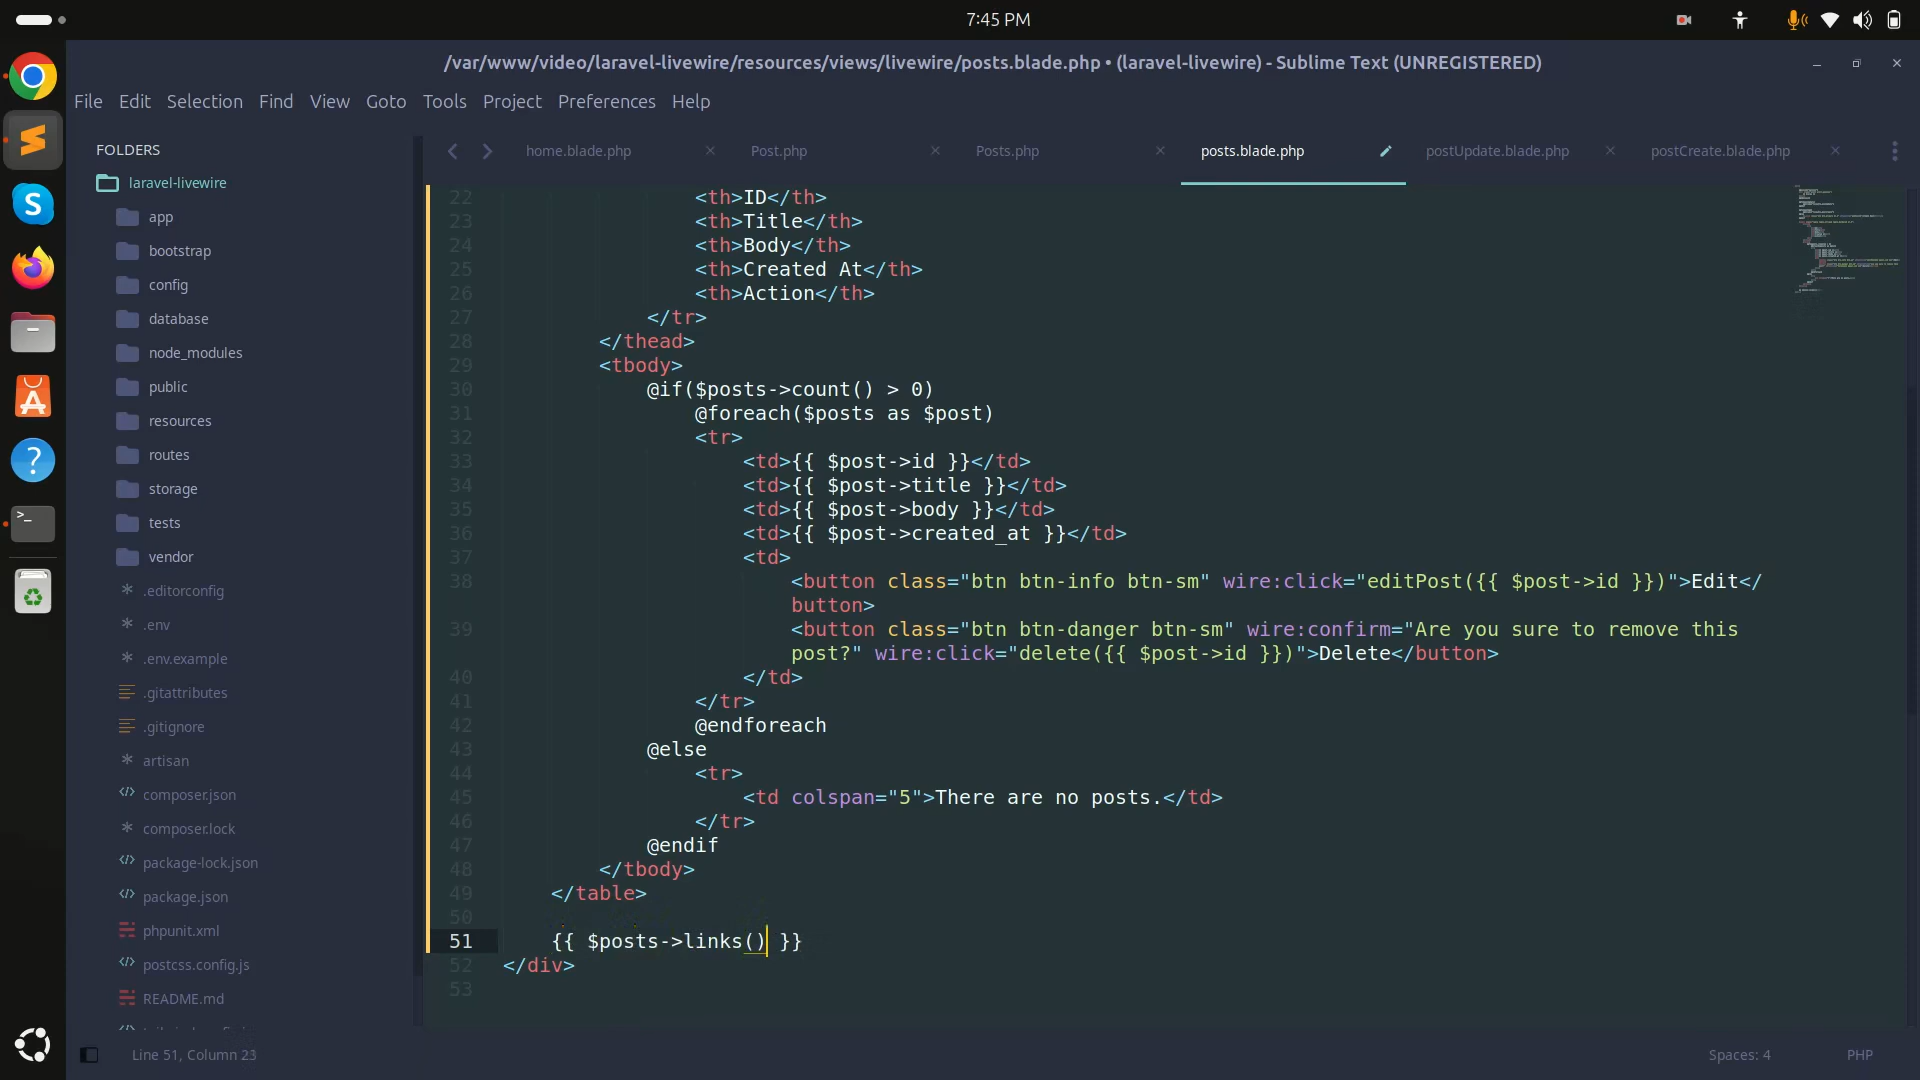 7:45 PM
/var/www/video/laravel-livewire/resources/views/livewire/posts.blade.php • (laravel-livewire) - Sublime Text (UNREGISTERED)
File Edit Selection Find View Goto Tools Project Preferences Help
FOLDERS
laravel-livewire
app
bootstrap
config
database
node_modules
public
resources
routes
storage
tests
vendor
.editorconfig
.env
.env.example
.gitattributes
.gitignore
artisan
composer.json
composer.lock
package-lock.json
package.json
phpunit.xml
postcss.config.js
README.md
home.blade.php Post.php Posts.php posts.blade.php postUpdate.blade.php postCreate.blade.php
22 <th>ID</th>
23 <th>Title</th>
24 <th>Body</th>
25 <th>Created At</th>
26 <th>Action</th>
27 </tr>
28 </thead>
29 <tbody>
30 @if($posts->count() > 0)
31 @foreach($posts as $post)
32 <tr>
33 <td>{{ $post->id }}</td>
34 <td>{{ $post->title }}</td>
35 <td>{{ $post->body }}</td>
36 <td>{{ $post->created_at }}</td>
37 <td>
38 <button class="btn btn-info btn-sm" wire:click="editPost({{ $post->id }})">Edit</
button>
39 <button class="btn btn-danger btn-sm" wire:confirm="Are you sure to remove this
post?" wire:click="delete({{ $post->id }})">Delete</button>
40 </td>
41 </tr>
42 @endforeach
43 @else
44 <tr>
45 <td colspan="5">There are no posts.</td>
46 </tr>
47 @endif
48 </tbody>
49 </table>
50
51 {{ $posts->links() }}
52 </div>
53
Line 51, Column 23
Spaces: 4
PHP